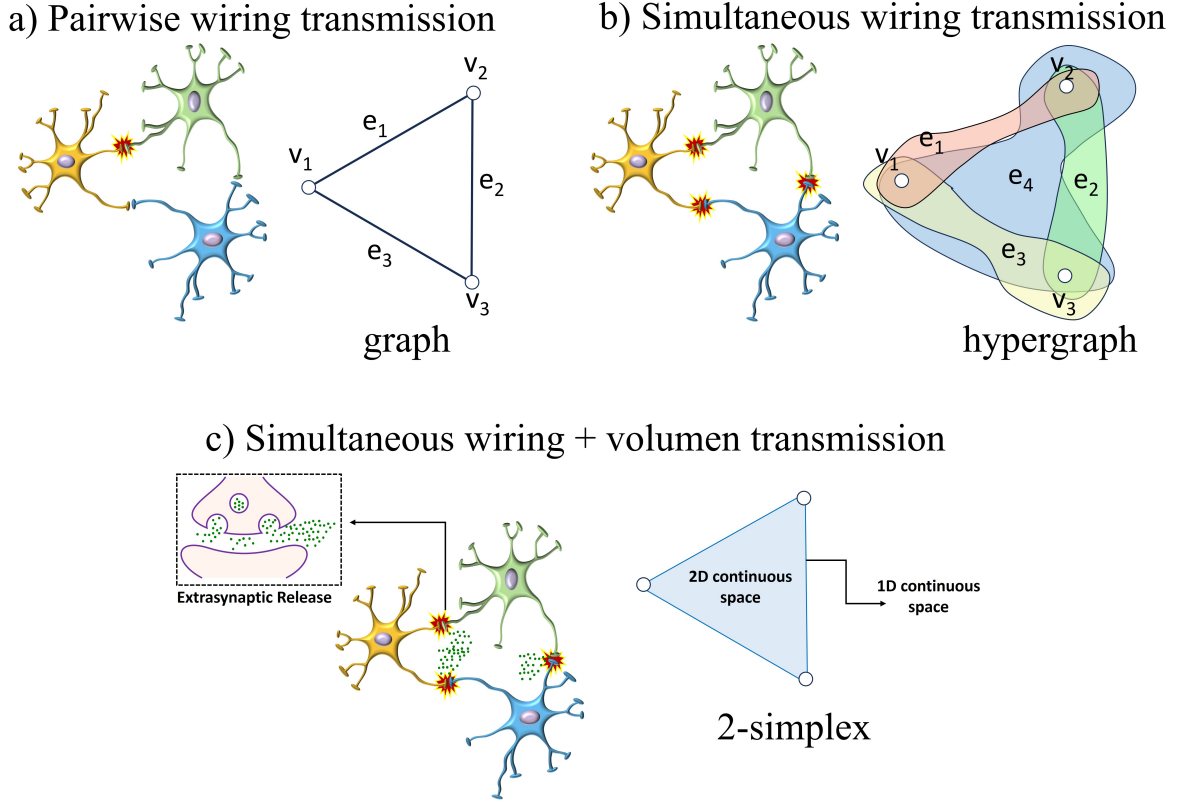 a) Pairwise wiring transmission
v2
e1
v1
e2
e3
v3
graph
b) Simultaneous wiring transmission
v2
e1
v1
e4
e2
e3
v3
hypergraph
c) Simultaneous wiring + volumen transmission
Extrasynaptic Release
2D continuous
space
1D continuous
space
2-simplex